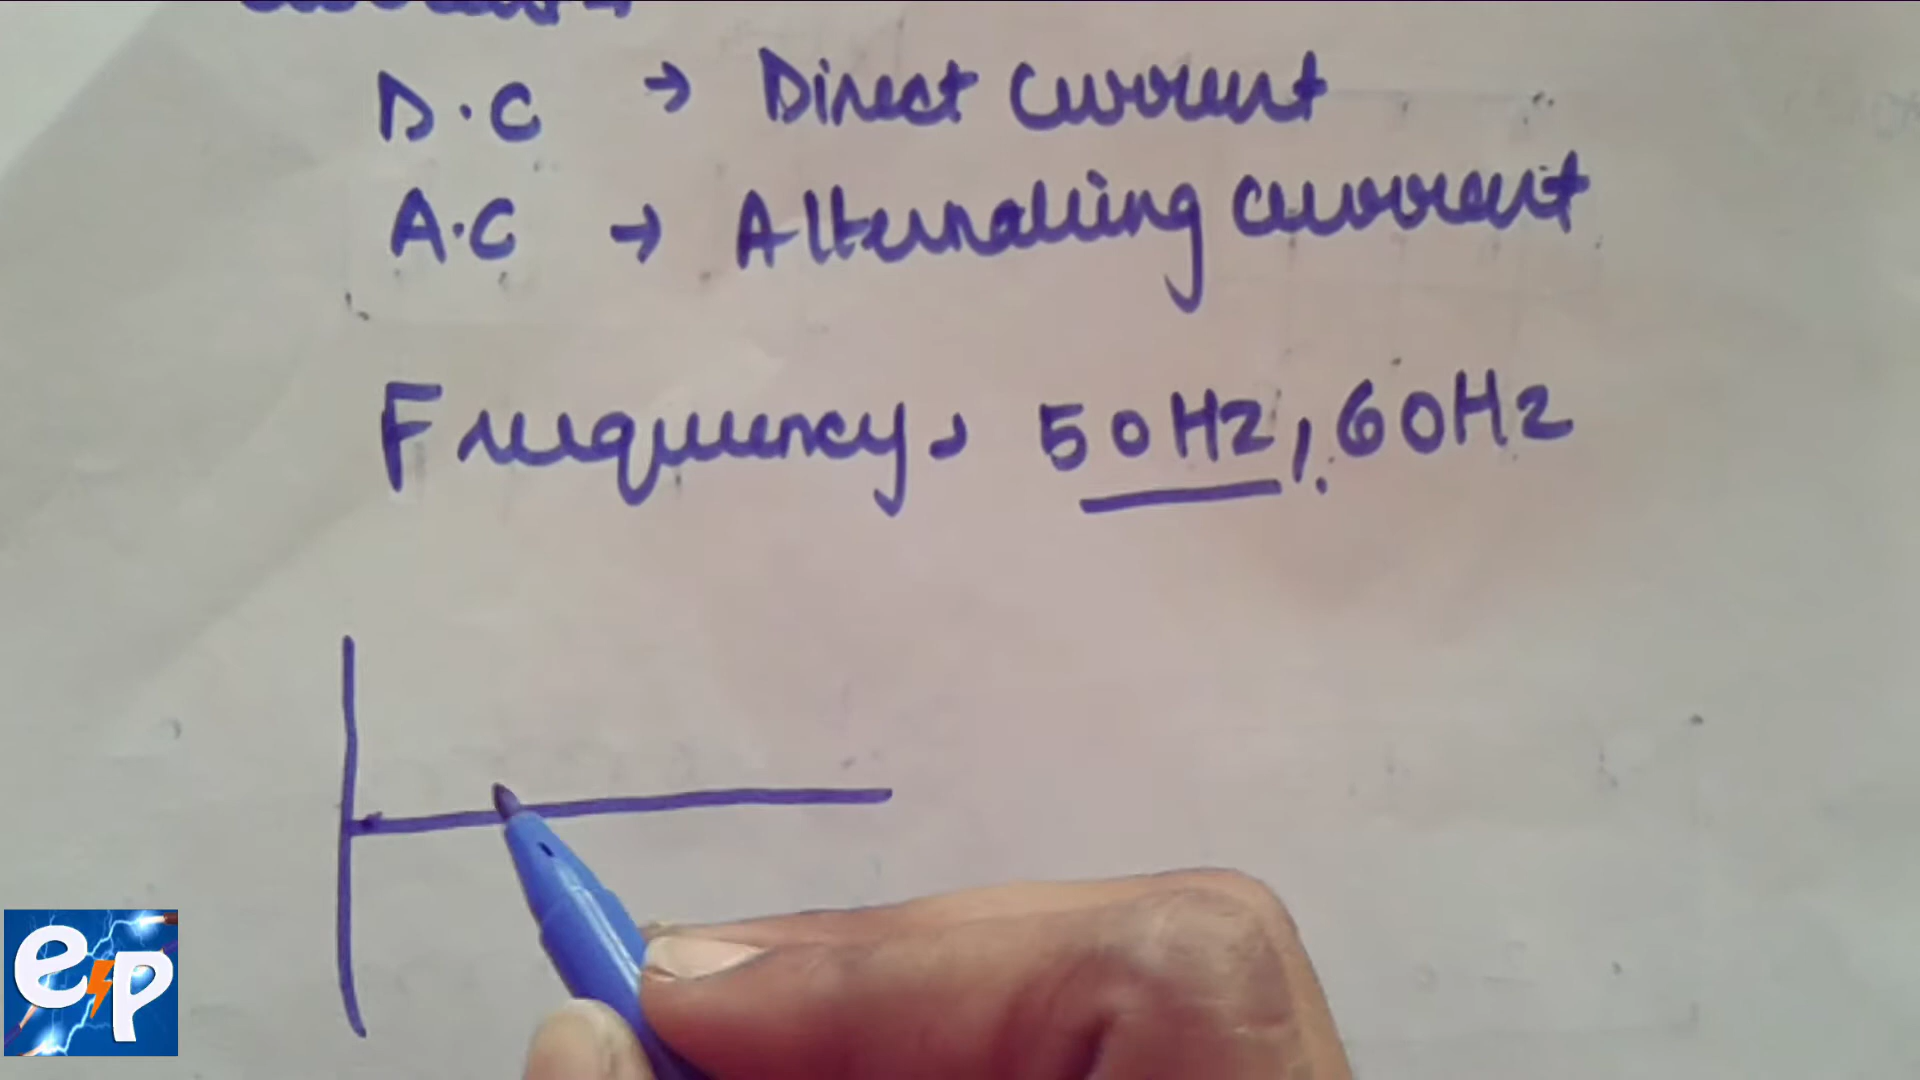 D.C → Direct Current
A.C → Alternating current
Frequency → 50Hz, 60Hz
ep